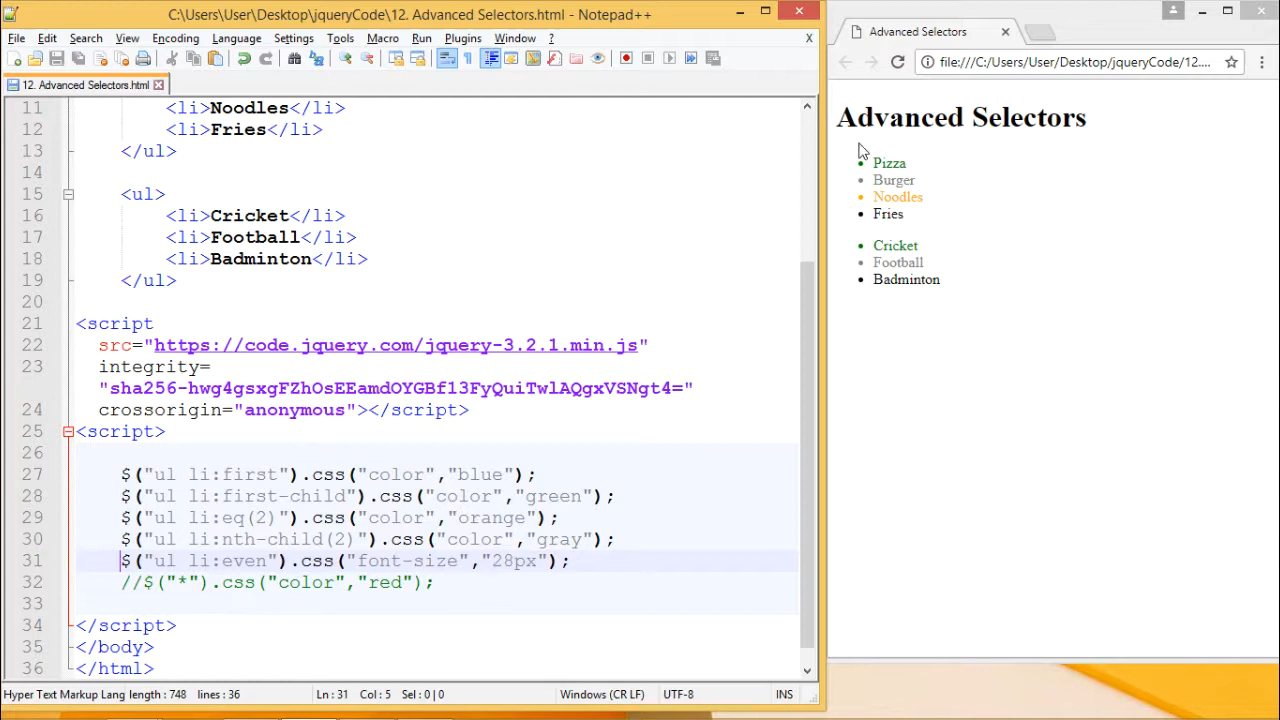 C:\Users\User\Desktop\jqueryCode\12. Advanced Selectors.html - Notepad++
File Edit Search View Encoding Language Settings Tools Macro Run Plugins Window ? X
12. Advanced Selectors.html
11 <li>Noodles</li>
12 <li>Fries</li>
13 </ul>
14
15 <ul>
16 <li>Cricket</li>
17 <li>Football</li>
18 <li>Badminton</li>
19 </ul>
20
21 <script
22 src="https://code.jquery.com/jquery-3.2.1.min.js"
23 integrity=
"sha256-hwg4gsxgFZhOsEEamdOYGBf13FyQuiTwlAQgxVSNgt4="
24 crossorigin="anonymous"></script>
25 <script>
26
27 $("ul li:first").css("color","blue");
28 $("ul li:first-child").css("color","green");
29 $("ul li:eq(2)").css("color","orange");
30 $("ul li:nth-child(2)").css("color","gray");
31 $("ul li:even").css("font-size","28px");
32 //$("*").css("color","red");
33
34 </script>
35 </body>
36 </html>
Hyper Text Markup Lang length : 748 lines : 36 Ln : 31 Col : 5 Sel : 0 | 0 Windows (CR LF) UTF-8 INS
Advanced Selectors
file:///C:/Users/User/Desktop/jqueryCode/12....
Advanced Selectors
Pizza
Burger
Noodles
Fries
Cricket
Football
Badminton